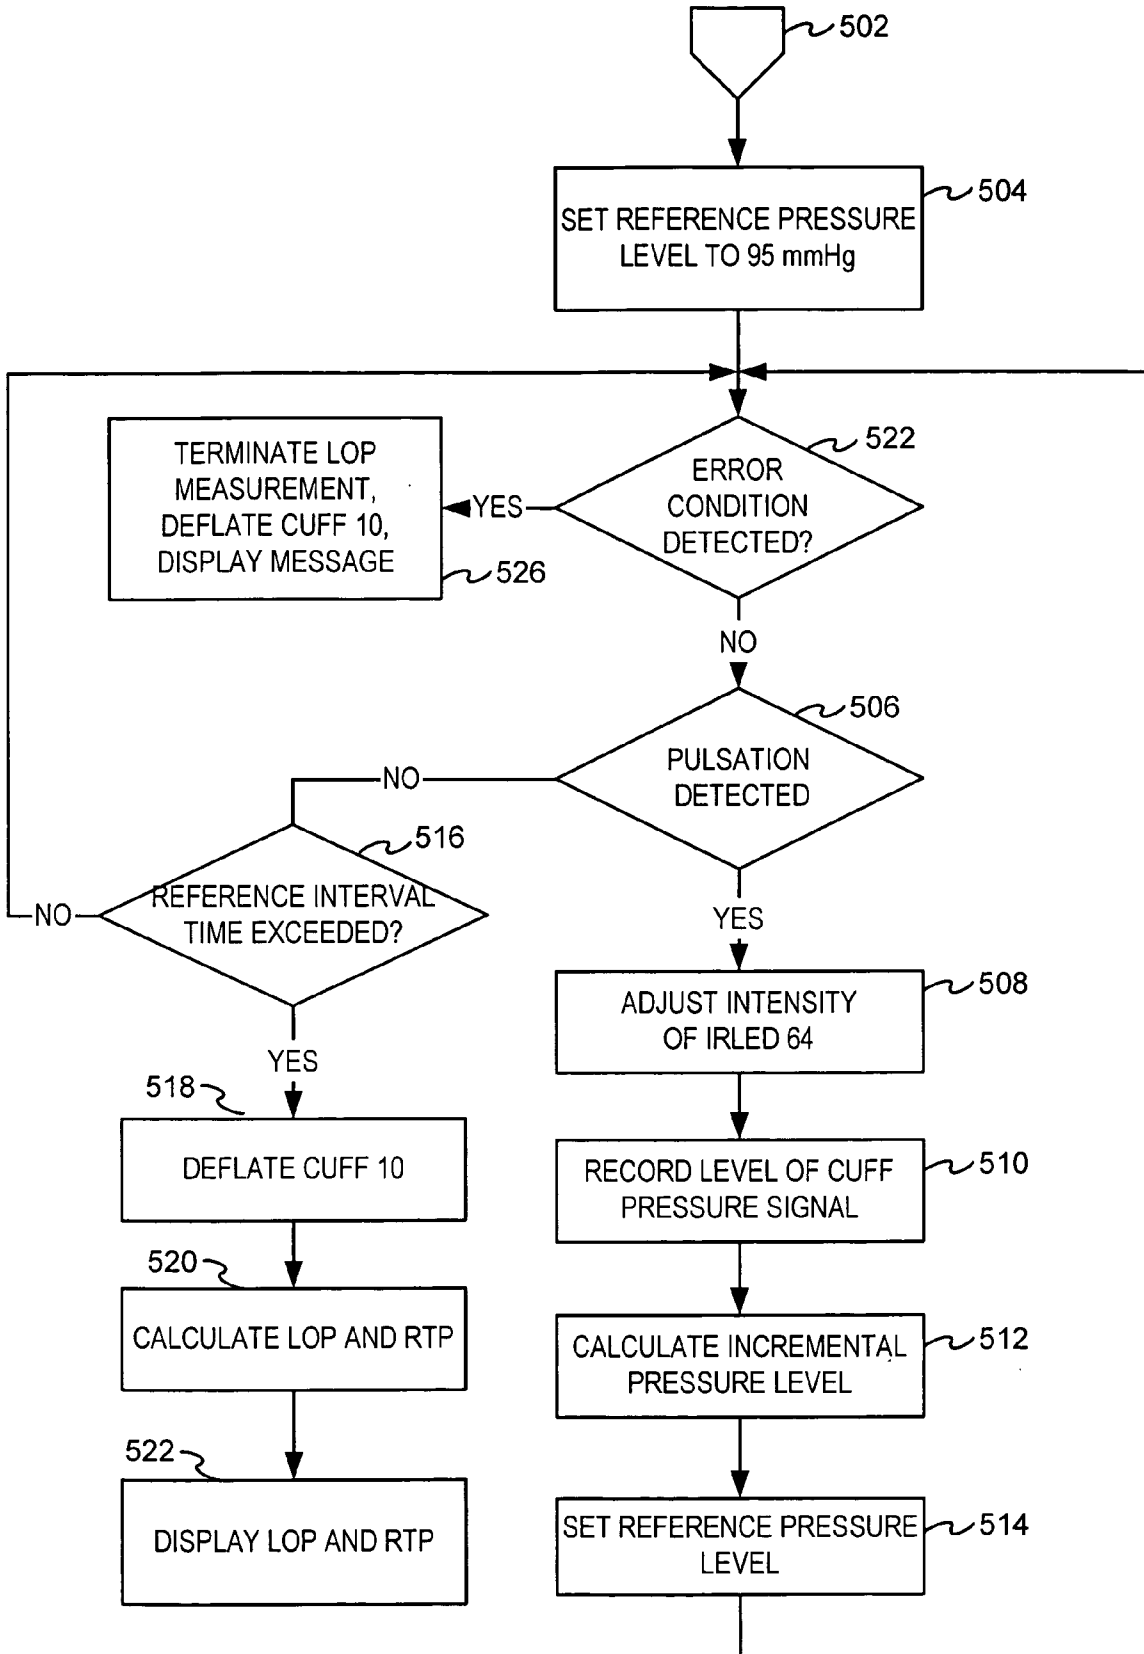 502
504
SET REFERENCE PRESSURE
LEVEL TO 95 mmHg
522
ERROR
CONDITION
DETECTED?
YES
TERMINATE LOP
MEASUREMENT,
DEFLATE CUFF 10,
DISPLAY MESSAGE
526
NO
506
PULSATION
DETECTED
NO
516
REFERENCE INTERVAL
TIME EXCEEDED?
NO
YES
YES
508
ADJUST INTENSITY
OF IRLED 64
518
DEFLATE CUFF 10
510
RECORD LEVEL OF CUFF
PRESSURE SIGNAL
520
CALCULATE LOP AND RTP
512
CALCULATE INCREMENTAL
PRESSURE LEVEL
522
DISPLAY LOP AND RTP
514
SET REFERENCE PRESSURE
LEVEL